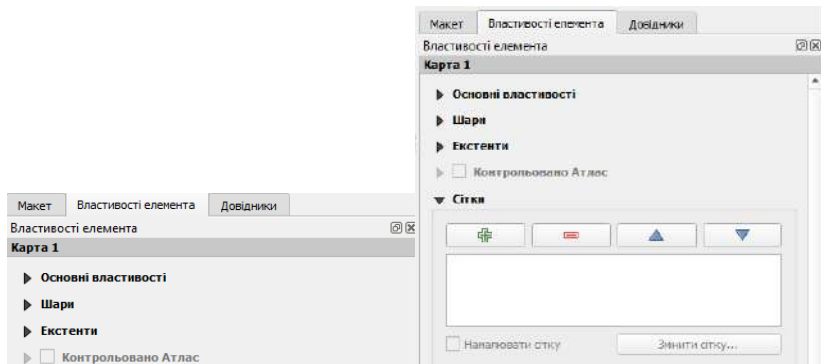 Макет Властивості елемента Довідники
Властивості елемента
Карта 1
Основні властивості
Шари
Екстенти
Контрольовано Атлас
Макет Властивості елемента Довідники
Властивості елемента
Карта 1
Основні властивості
Шари
Екстенти
Контрольовано Атлас
Сітки
Намалювати сітку Змінити сітку...